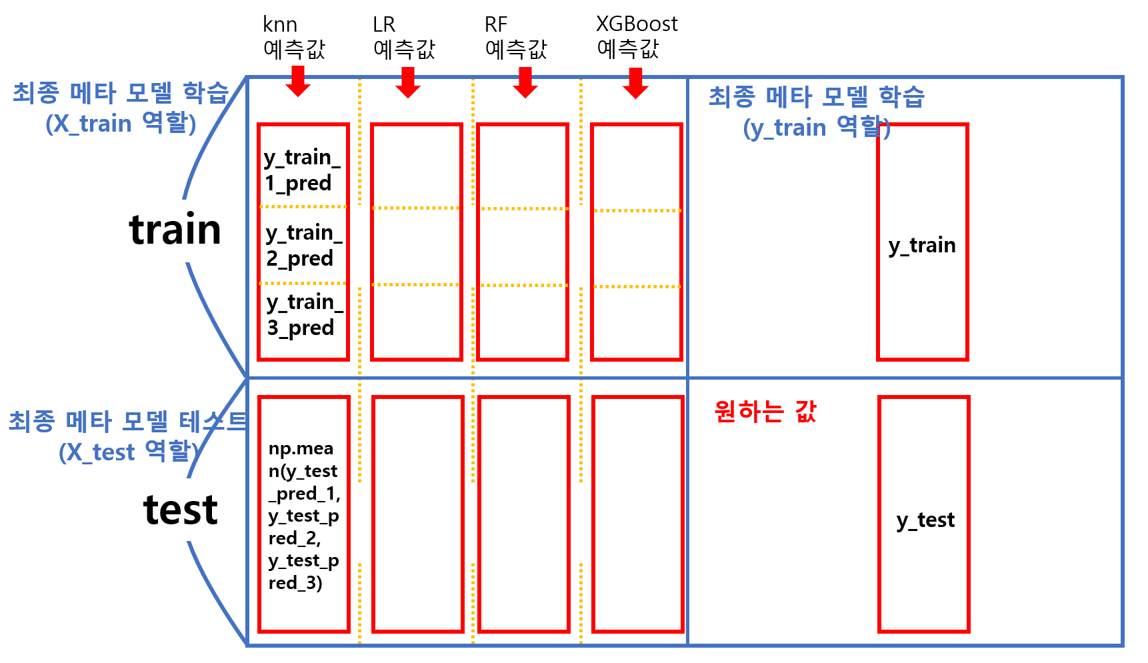 knn
예측값
LR
예측값
RF
예측값
XGBoost
예측값
최종 메타 모델 학습
(X_train 역할)
최종 메타 모델 학습
(y_train 역할)
train
y_train_
1_pred
y_train_
2_pred
y_train_
3_pred
y_train
최종 메타 모델 테스트
(X_test 역할)
원하는 값
test
np.mea
n(y_test
_pred_1,
y_test_p
red_2,
y_test_p
red_3)
y_test